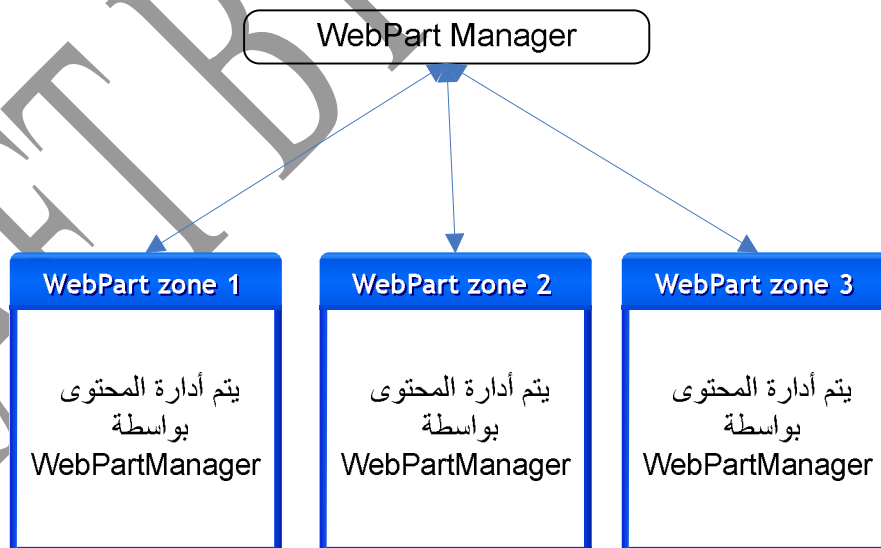 WebPart Manager
WebPart zone 1
WebPart zone 2
WebPart zone 3
يتم أدارة المحتوى
بواسطة
WebPartManager
يتم أدارة المحتوى
بواسطة
WebPartManager
يتم أدارة المحتوى
بواسطة
WebPartManager